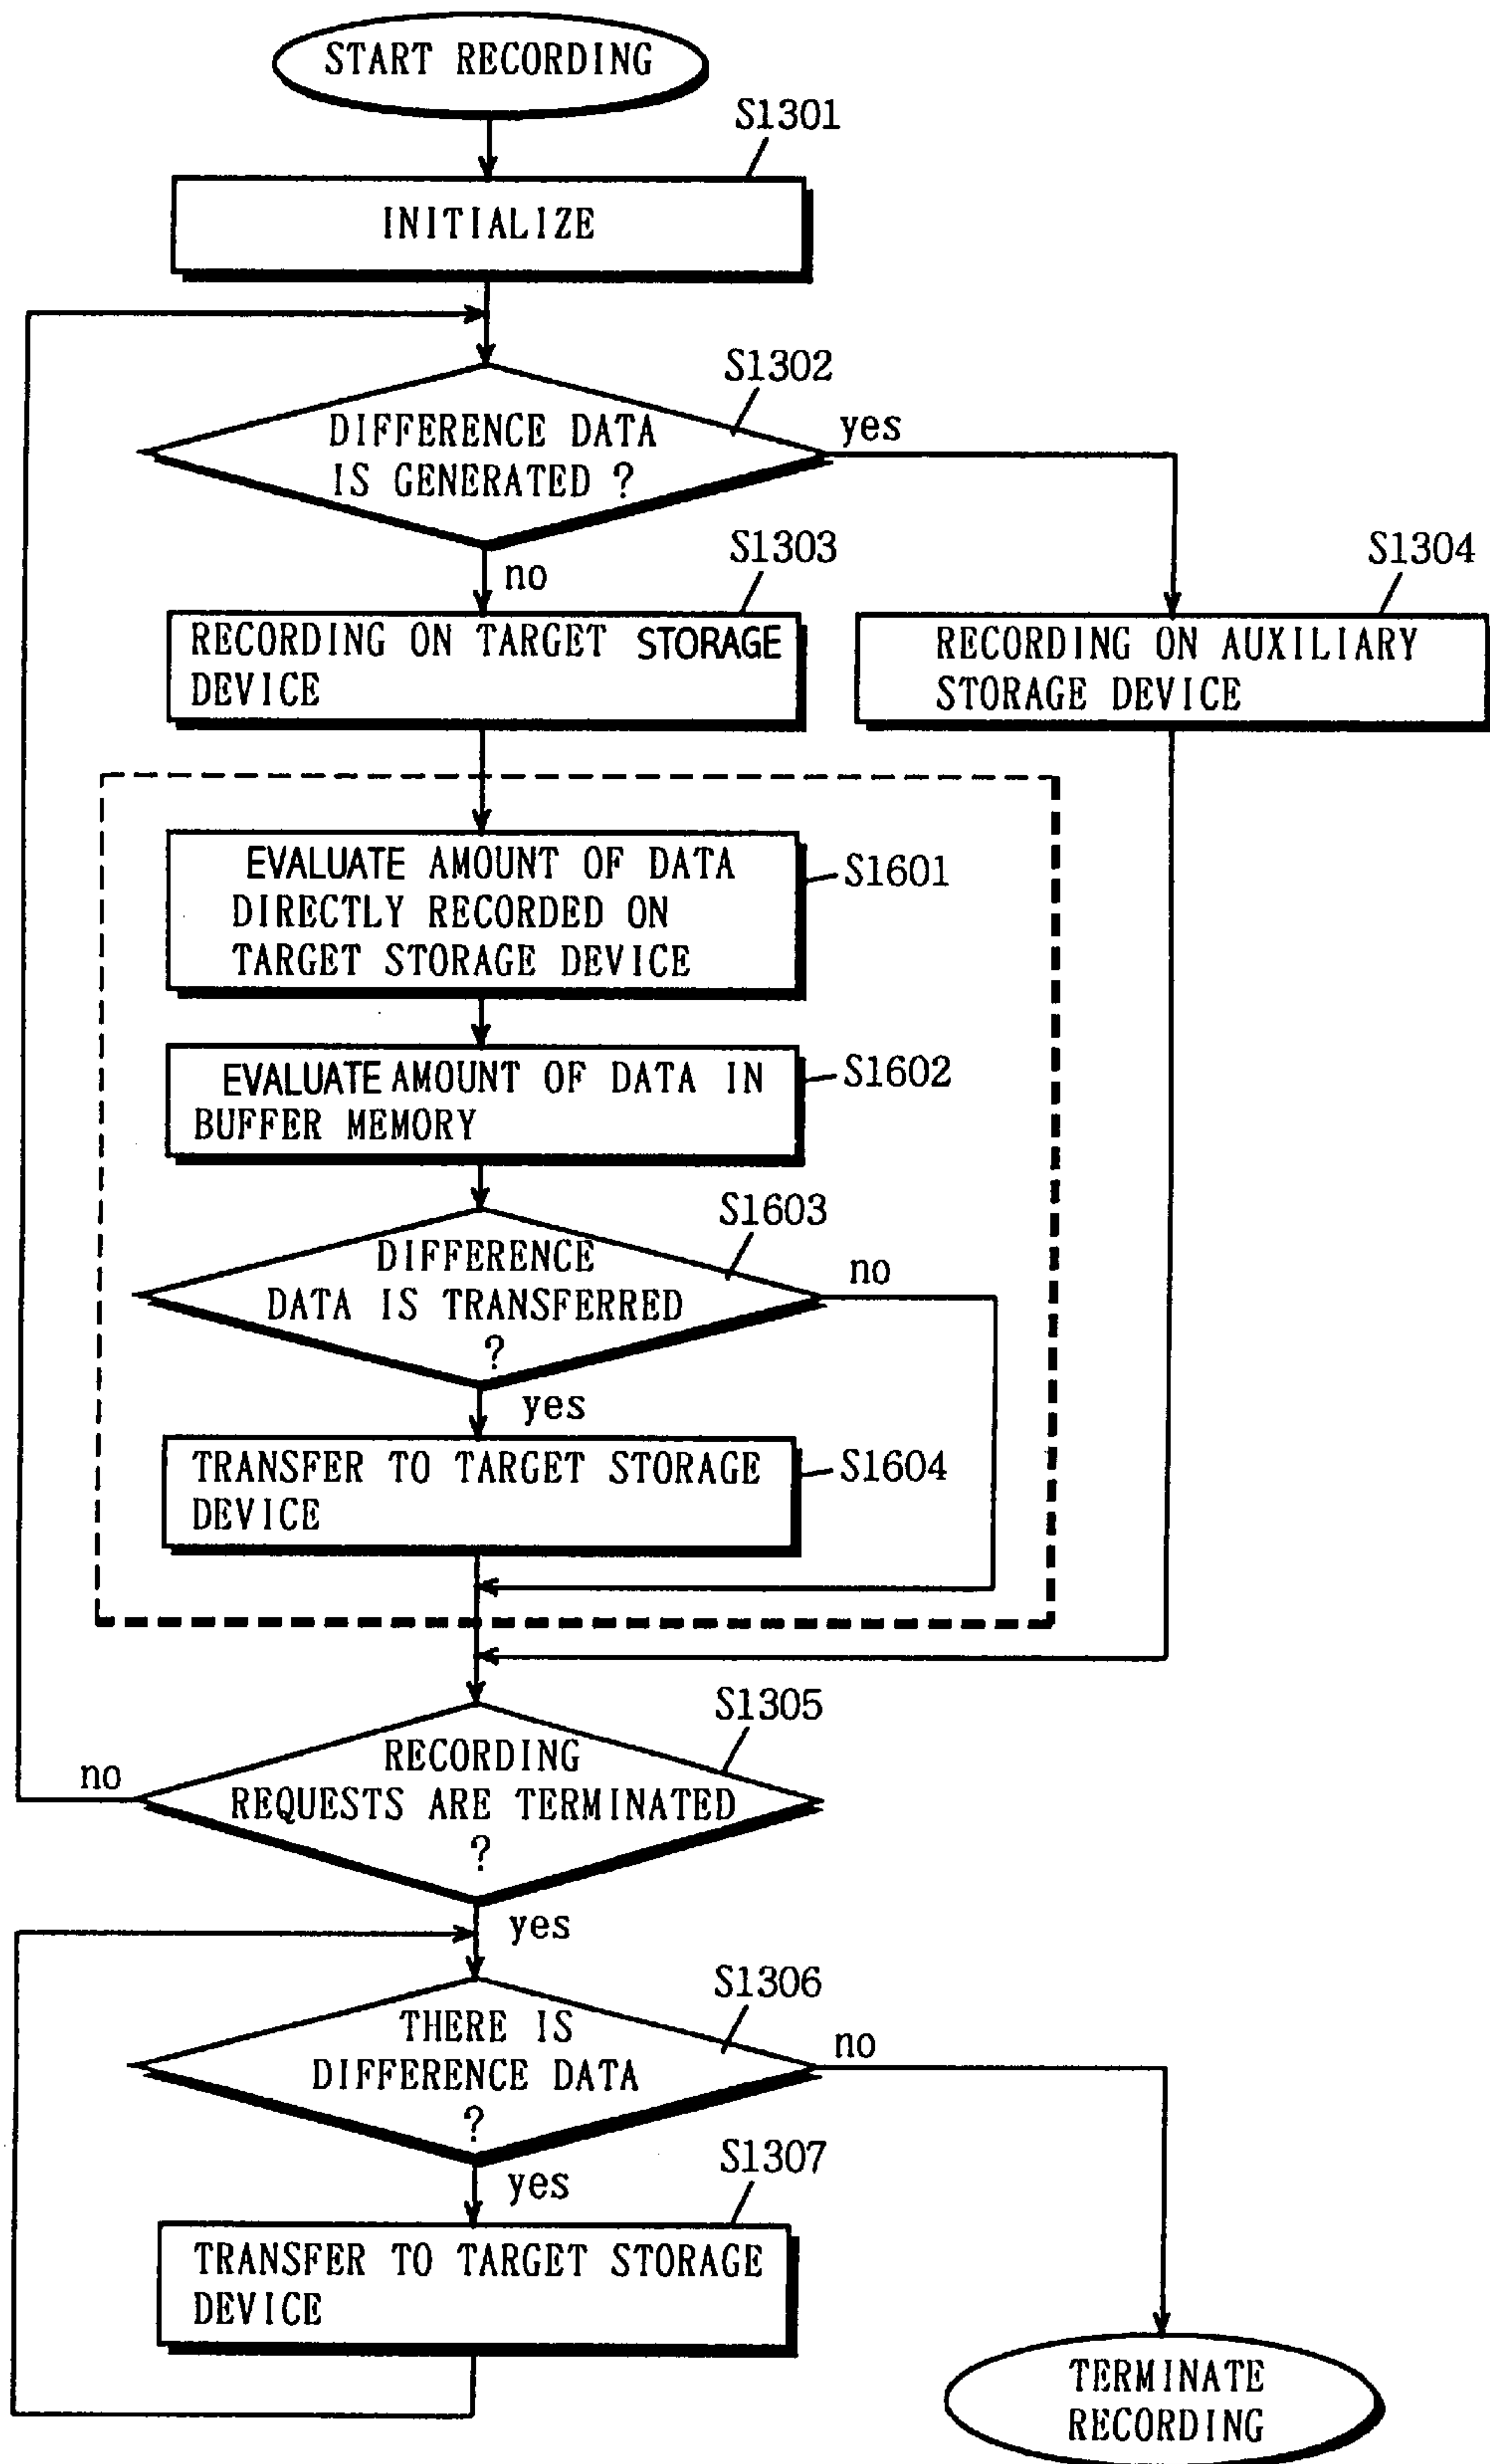 START RECORDING
S1301
INITIALIZE
S1302
DIFFERENCE DATA
IS GENERATED ?
yes
no
S1303
RECORDING ON TARGET STORAGE
DEVICE
S1304
RECORDING ON AUXILIARY
STORAGE DEVICE
EVALUATE AMOUNT OF DATA
DIRECTLY RECORDED ON
TARGET STORAGE DEVICE
S1601
EVALUATE AMOUNT OF DATA IN
BUFFER MEMORY
S1602
S1603
DIFFERENCE
DATA IS TRANSFERRED
?
no
yes
TRANSFER TO TARGET STORAGE
DEVICE
S1604
S1305
RECORDING
REQUESTS ARE TERMINATED
?
no
yes
S1306
THERE IS
DIFFERENCE DATA
?
no
yes
S1307
TRANSFER TO TARGET STORAGE
DEVICE
TERMINATE
RECORDING